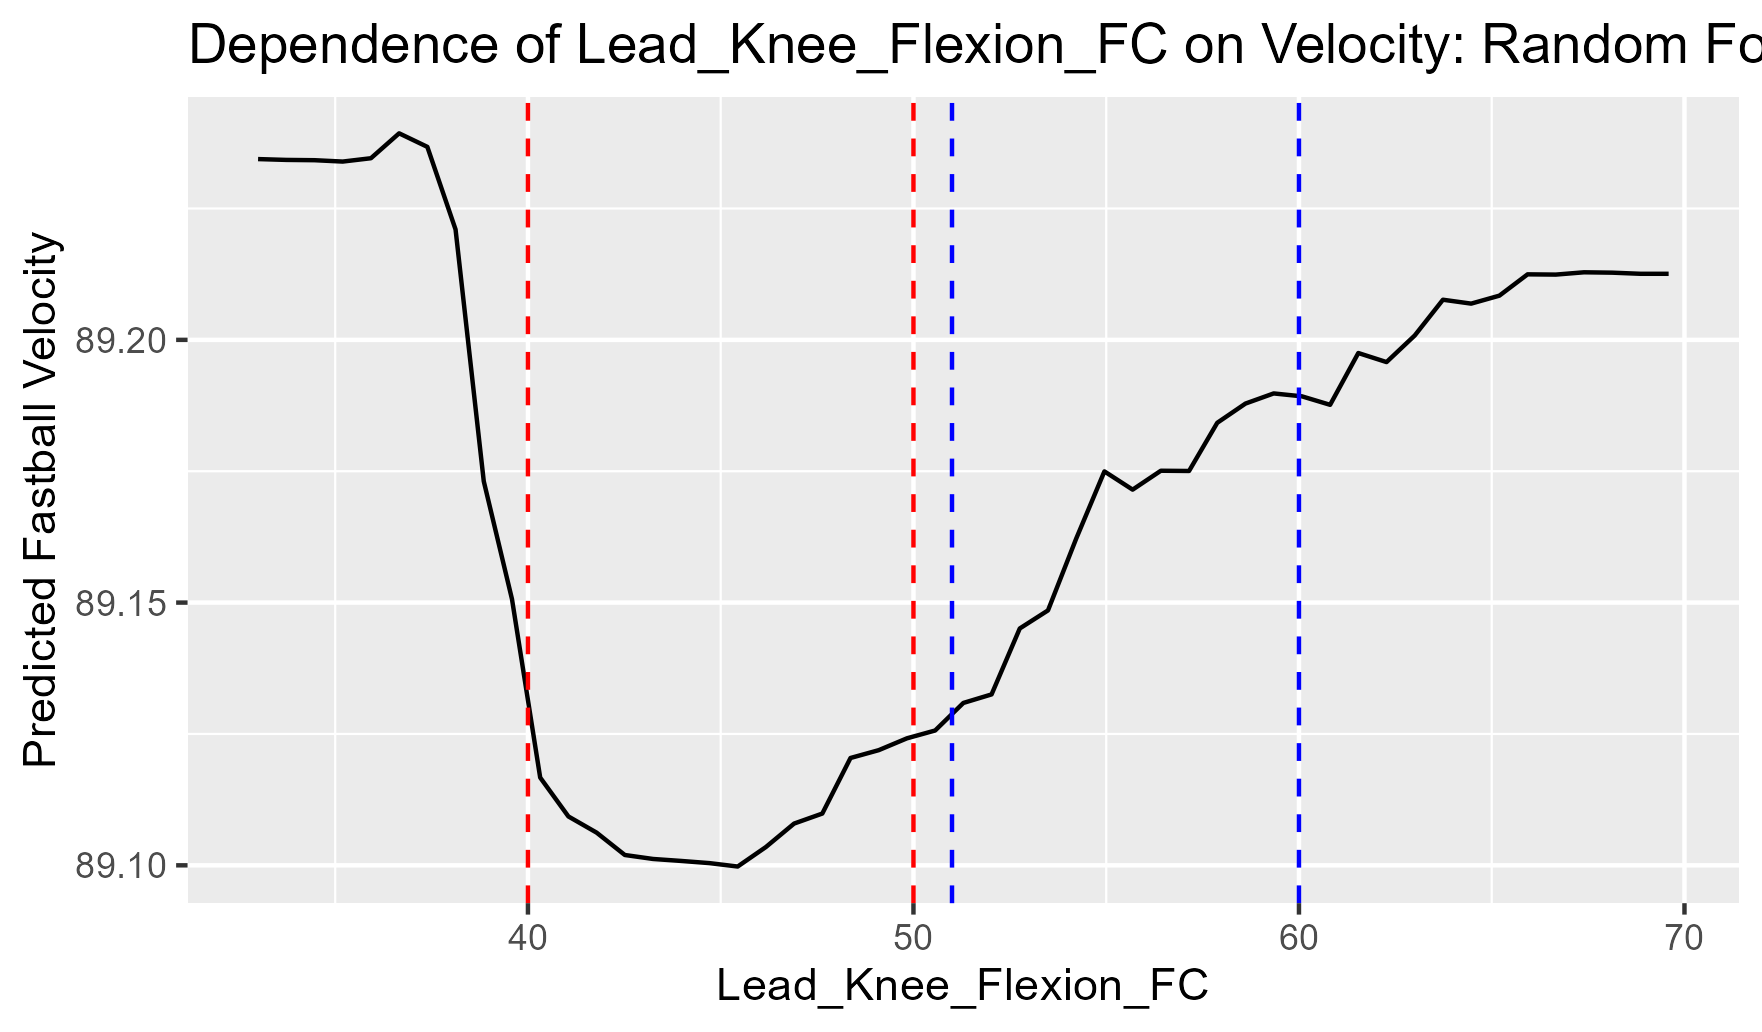 Dependence of Lead_Knee_Flexion_FC on Velocity: Random Fo
Predicted Fastball Velocity
89.20
89.15
89.10
40 50 60 70
Lead_Knee_Flexion_FC